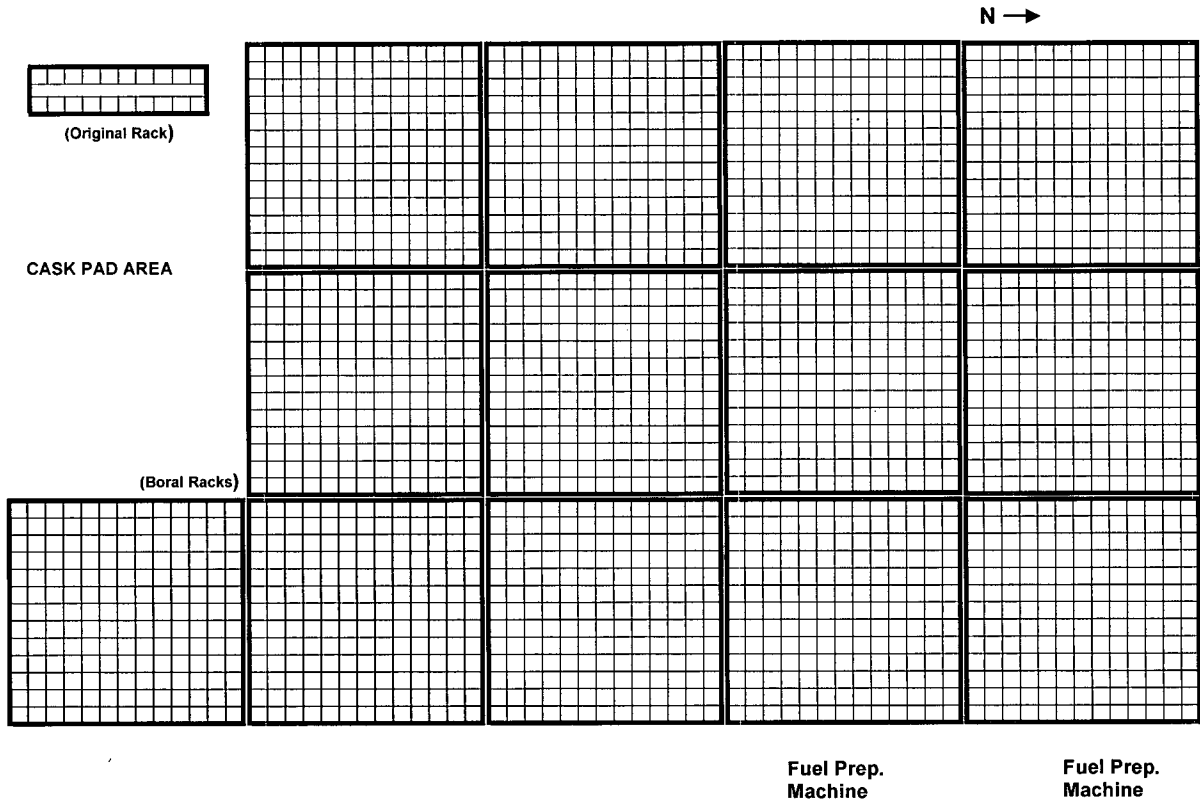 N →
(Original Rack)
CASK PAD AREA
(Boral Racks)
Fuel Prep.
Machine
Fuel Prep.
Machine